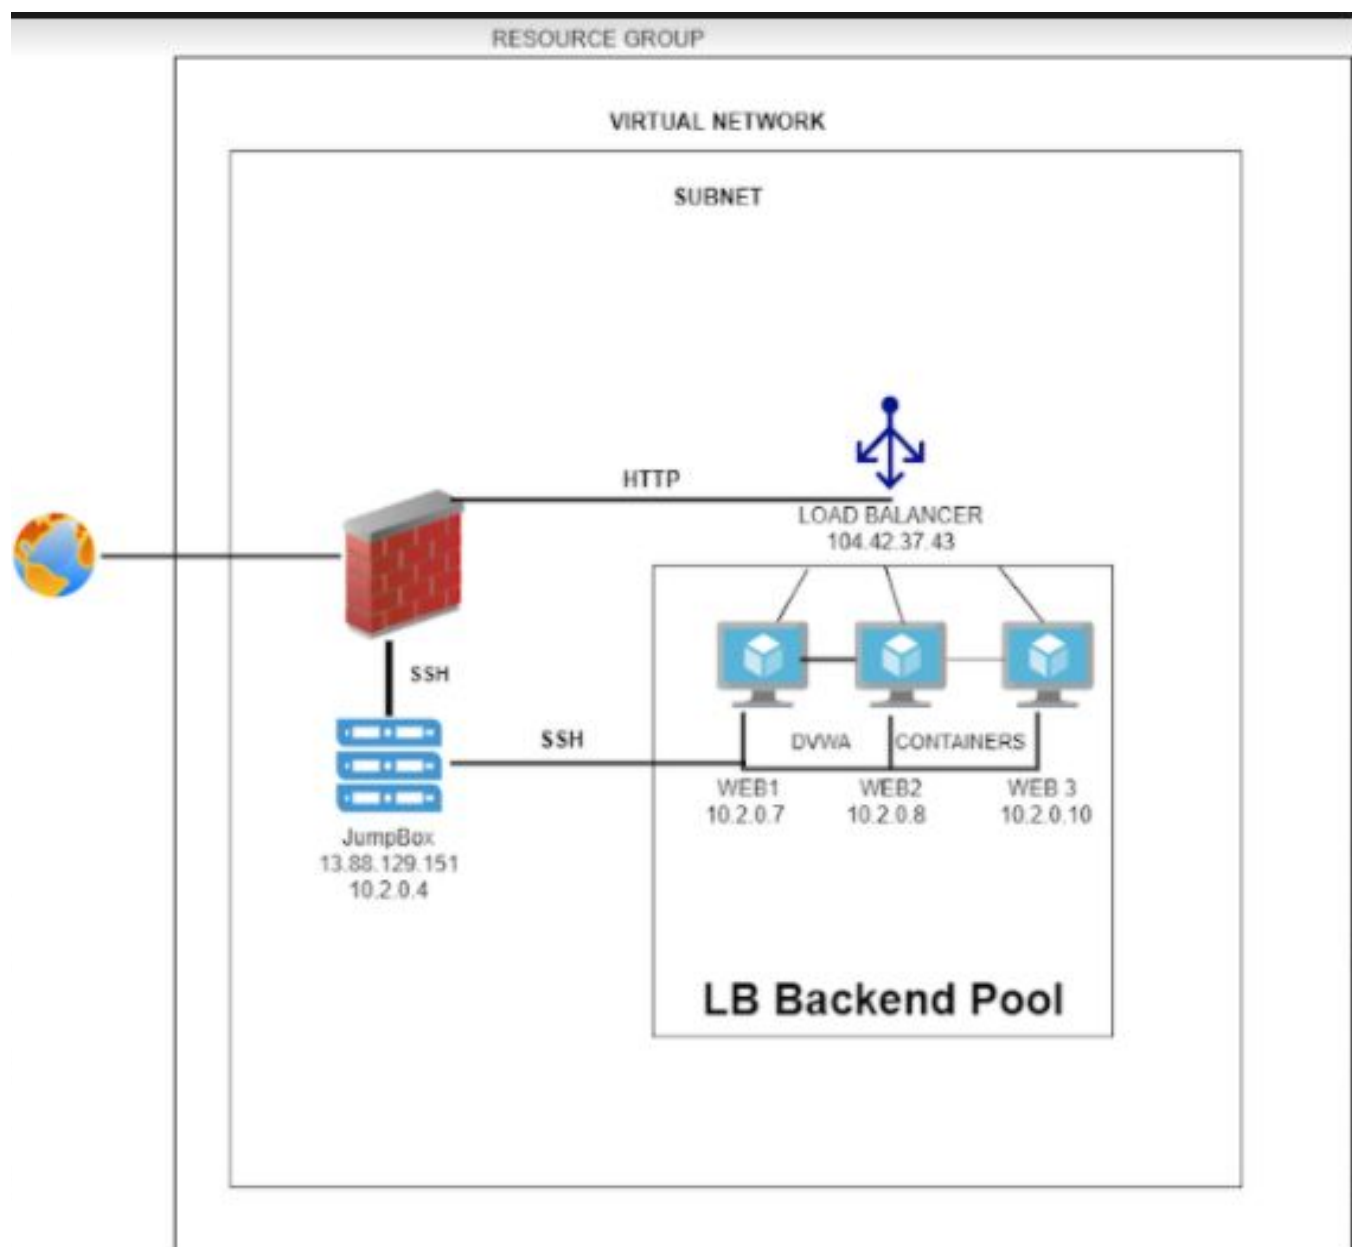 RESOURCE GROUP
VIRTUAL NETWORK
SUBNET
HTTP
LOAD BALANCER
104.42.37.43
SSH
SSH
DVWA
CONTAINERS
WEB1
10.2.0.7
WEB2
10.2.0.8
WEB 3
10.2.0.10
JumpBox
13.88.129.151
10.2.0.4
LB Backend Pool